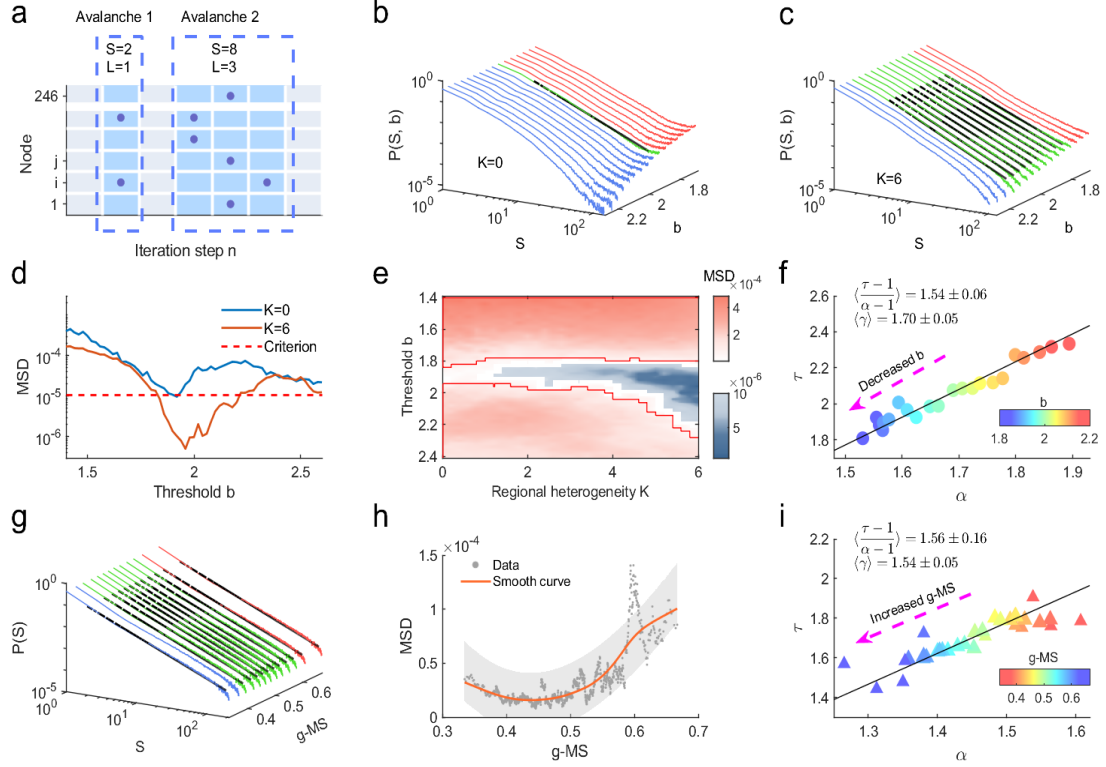 a
Avalanche 1
Avalanche 2
S=2
L=1
S=8
L=3
246
j
i
1
Node
Iteration step n
b
10^0
10^-5
P(S, b)
K=0
10^0
10^1
10^2
S
2.2
2
1.8
b
c
10^0
10^-5
P(S, b)
K=6
10^0
10^1
10^2
S
2.2
2
1.8
b
d
10^-4
10^-5
10^-6
MSD
K=0
K=6
Criterion
1.5
2
2.5
Threshold b
e
MSD
× 10^-4
4
2
10
× 10^-6
5
1.4
1.6
1.8
2.0
2.2
2.4
Threshold b
0
2
4
6
Regional heterogeneity K
f
⟨(τ − 1)/(α − 1)⟩ = 1.54 ± 0.06
⟨γ⟩ = 1.70 ± 0.05
Decreased b
2.6
2.4
2.2
2
1.8
τ
b
1.8
2
2.2
1.5
1.6
1.7
1.8
1.9
α
g
10^0
10^-5
P(S)
10^0
10^1
10^2
S
0.4
0.5
0.6
g-MS
h
×10^-4
1.5
1
0.5
0
MSD
Data
Smooth curve
0.3
0.4
0.5
0.6
0.7
g-MS
i
⟨(τ − 1)/(α − 1)⟩ = 1.56 ± 0.16
⟨γ⟩ = 1.54 ± 0.05
Increased g-MS
2.2
2
1.8
1.6
1.4
τ
g-MS
0.4
0.5
0.6
1.3
1.4
1.5
1.6
α